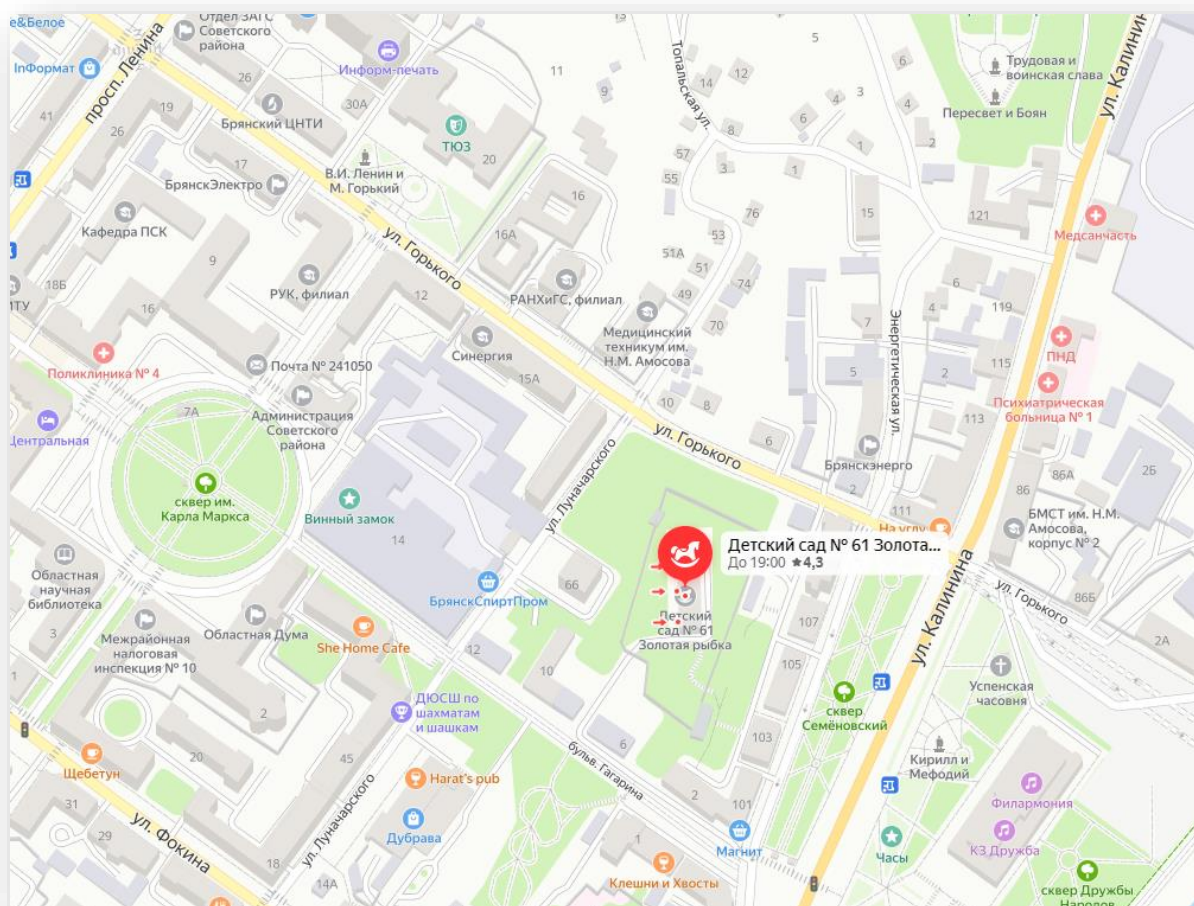 е&Белое
Отдел ЗАГС
Советского
района
InФормат
просп. Ленина
26
Информ-печать
11
9
13
5
Топальская ул.
14
12
6
4
3
6
4
Трудовая и
воинская слава
Пересвет и Боян
ул. Калинин
41
26
19
Брянский ЦНТИ
30А
ТЮЗ
20
8
1
2
17
БрянскЭлектро
В.И. Ленин и
М. Горький
57
55
3
1
16
76
15
121
Медсанчасть
Кафедра ПСК
9
ул. Горького
16А
53
51А
51
18Б
ИТУ
16
РУК, филиал
12
РАНХиГС, филиал
49
74
70
7
6
4
119
Медицинский
техникум им.
Н.М. Амосова
Энергетическая ул.
ПНД
Поликлиника № 4
Почта № 241050
Синергия
15А
5
2
115
Психиатрическая
больница № 1
7А
Администрация
Советского
района
Центральная
10
8
ул. Горького
6
113
Брянскэнерго
2
111
86А
2Б
86
сквер им.
Карла Маркса
Винный замок
14
ул. Луначарского
На углу
БМСТ им. Н.М.
Амосова,
корпус № 2
Детский сад № 61 Золота...
До 19:00 ★4,3
Областная
научная
библиотека
3
БрянскСпиртПром
66
Детский
сад № 61
Золотая рыбка
107
ул. Калинина
ул. Горького
86Б
2А
Межрайонная
налоговая
инспекция № 10
Областная Дума
She Home Cafe
12
10
105
сквер
Семёновский
Успенская
часовня
1
2
ДЮСШ по
шахматам
и шашкам
6
103
Кирилл и
Мефодий
Щебетун
20
45
бульв. Гагарина
Harat's pub
2
101
Филармония
31
ул. Фокина
29
18
ул. Луначарского
Дубрава
1
Магнит
Часы
КЗ Дружба
14А
Клешни и Хвосты
сквер Дружбы
Народов